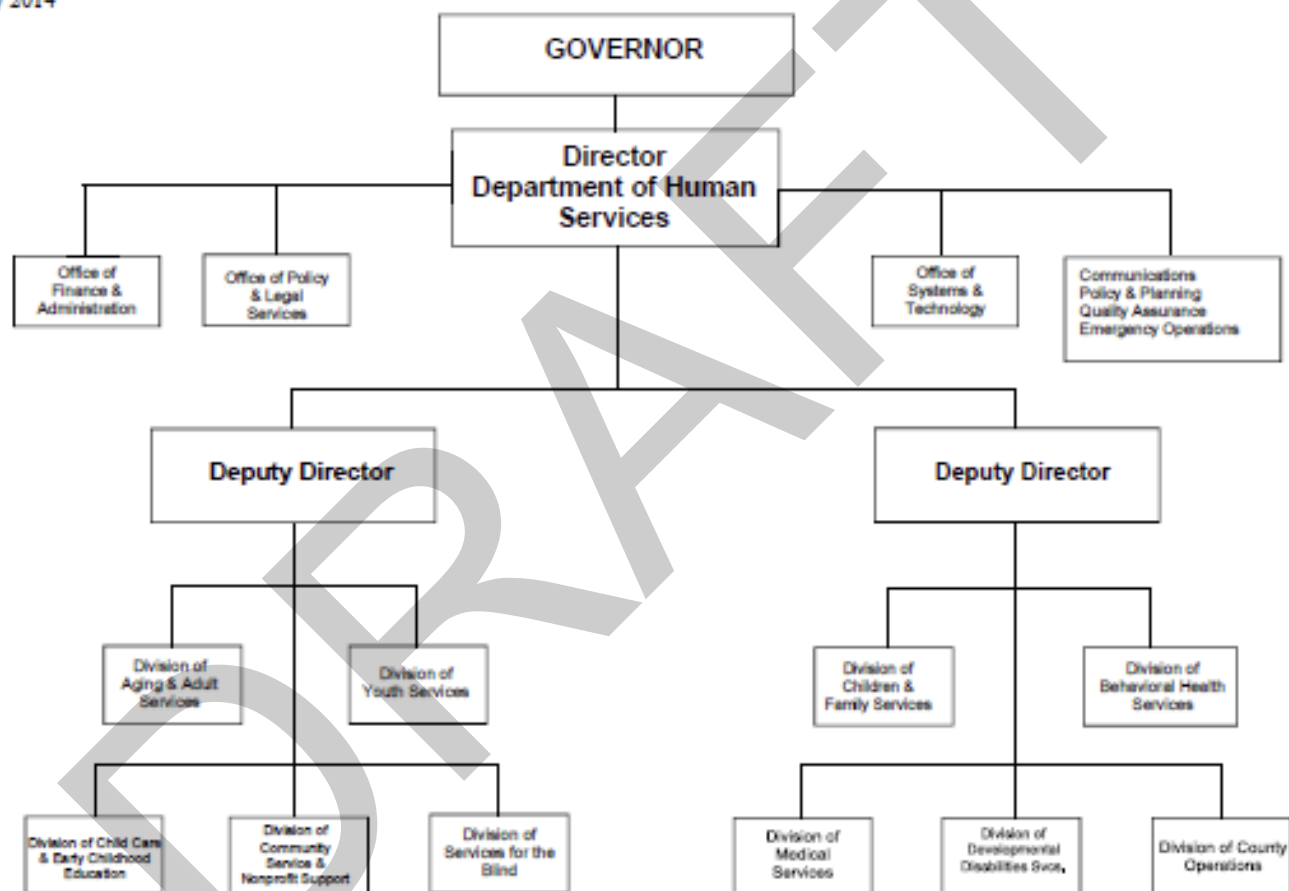 2014
GOVERNOR
Director
Department of Human
Services
Office of
Finance &
Administration
Office of Policy
& Legal
Services
Office of
Systems &
Technology
Communications
Policy & Planning
Quality Assurance
Emergency Operations
Deputy Director
Deputy Director
Division of
Aging & Adult
Services
Division of
Youth Services
Division of
Children &
Family Services
Division of
Behavioral Health
Services
Division of Child Care
& Early Childhood
Education
Division of
Community
Service &
Nonprofit Support
Division of
Services for the
Blind
Division of
Medical
Services
Division of
Developmental
Disabilities Svcs,
Division of County
Operations
DRAFT